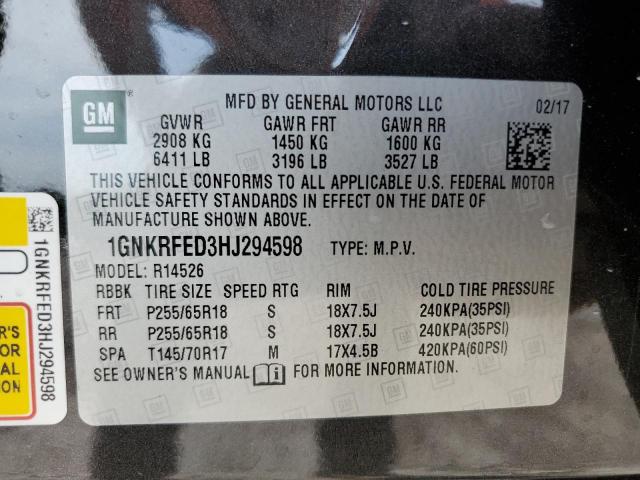 GM
®
MFD BY GENERAL MOTORS LLC
02/17
GVWR GAWR FRT GAWR RR
2908 KG 1450 KG 1600 KG
6411 LB 3196 LB 3527 LB
THIS VEHICLE CONFORMS TO ALL APPLICABLE U.S. FEDERAL MOTOR
VEHICLE SAFETY STANDARDS IN EFFECT ON THE DATE OF
MANUFACTURE SHOWN ABOVE.
1GNKRFED3HJ294598 TYPE: M.P.V.
MODEL: R14526
RBBK TIRE SIZE SPEED RTG RIM COLD TIRE PRESSURE
FRT P255/65R18 S 18X7.5J 240KPA(35PSI)
RR P255/65R18 S 18X7.5J 240KPA(35PSI)
SPA T145/70R17 M 17X4.5B 420KPA(60PSI)
SEE OWNER'S MANUAL i FOR MORE INFORMATION.
1GNKRFED3HJ294598